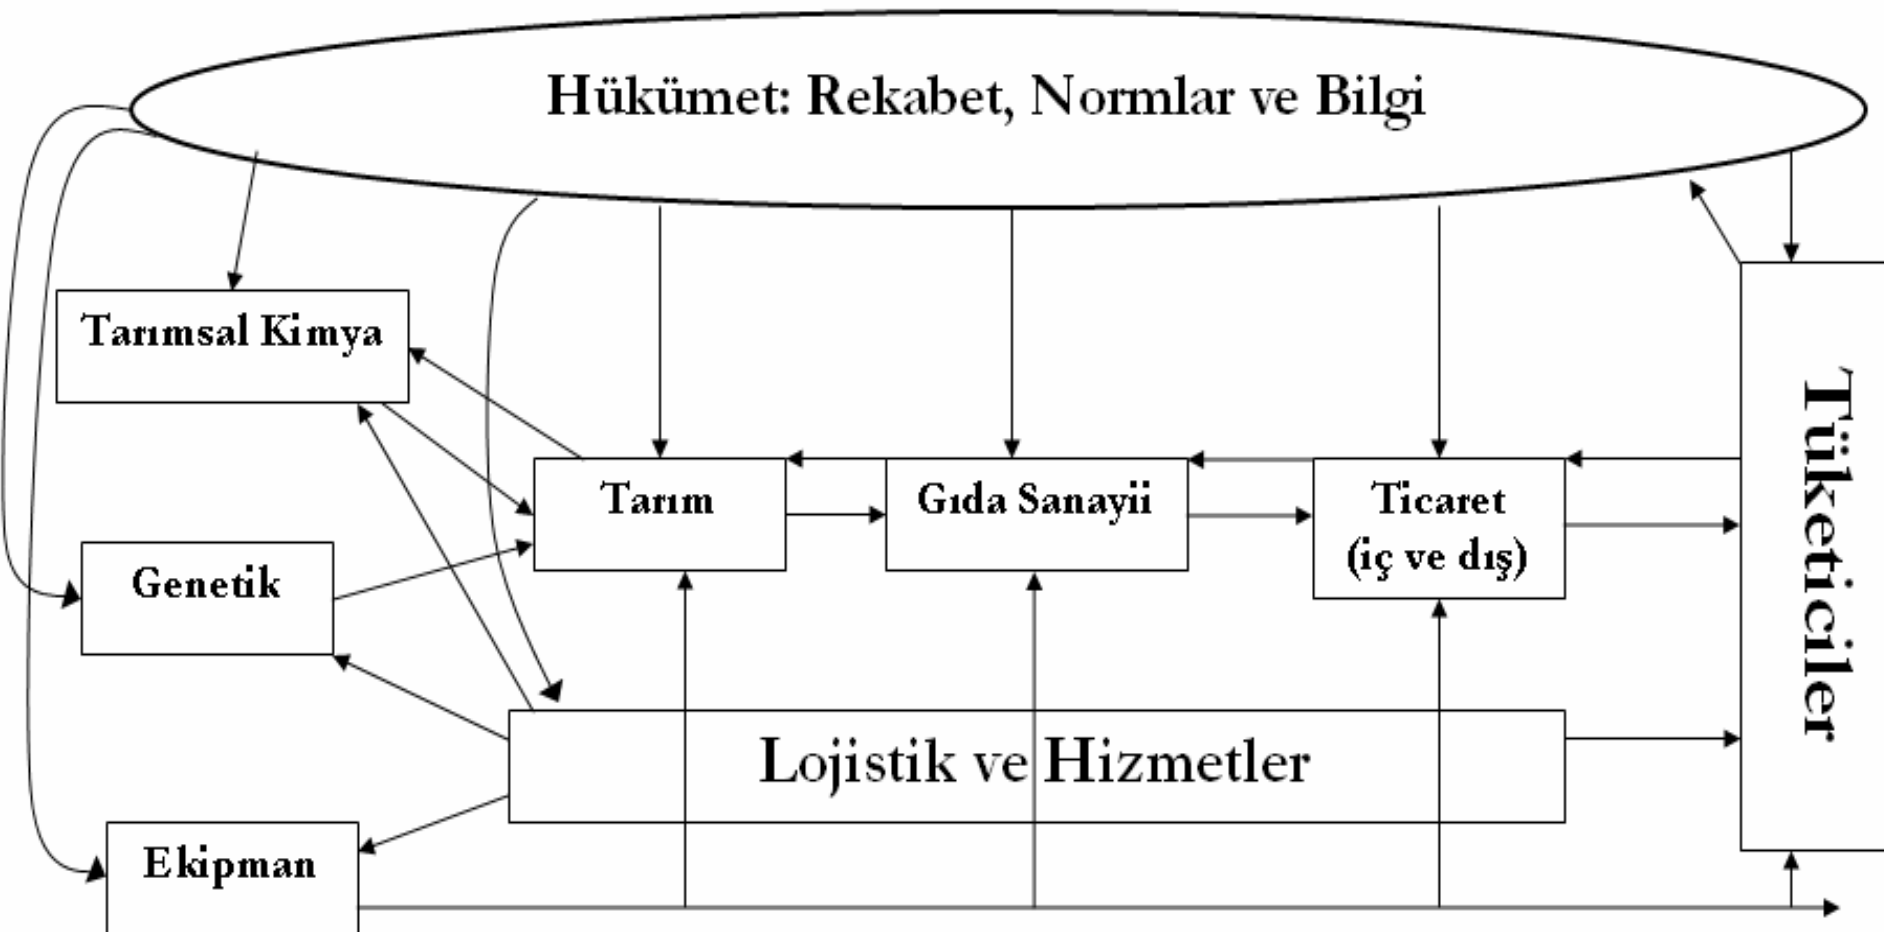 Hükümet: Rekabet, Normlar ve Bilgi
Tarımsal Kimya
Tarım
Gıda Sanayii
Ticaret
(iç ve dış)
Tüketiciler
Genetik
Lojistik ve Hizmetler
Ekipman